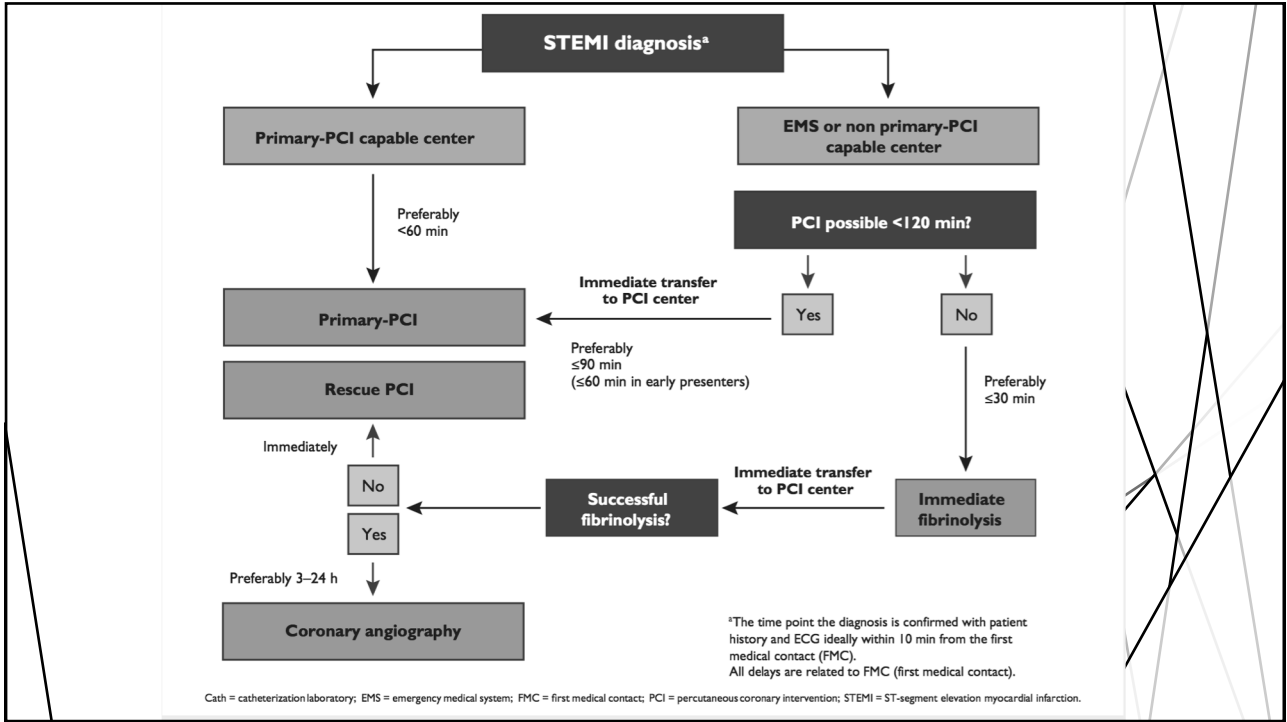 STEMI diagnosisᵃ
Primary-PCI capable center
EMS or non primary-PCI
capable center
Preferably
<60 min
PCI possible <120 min?
Immediate transfer
to PCI center
Yes
No
Primary-PCI
Preferably
≤90 min
(≤60 min in early presenters)
Preferably
≤30 min
Rescue PCI
Immediately
No
Yes
Successful
fibrinolysis?
Immediate transfer
to PCI center
Immediate
fibrinolysis
Preferably 3–24 h
Coronary angiography
ᵃThe time point the diagnosis is confirmed with patient
history and ECG ideally within 10 min from the first
medical contact (FMC).
All delays are related to FMC (first medical contact).
Cath = catheterization laboratory; EMS = emergency medical system; FMC = first medical contact; PCI = percutaneous coronary intervention; STEMI = ST-segment elevation myocardial infarction.